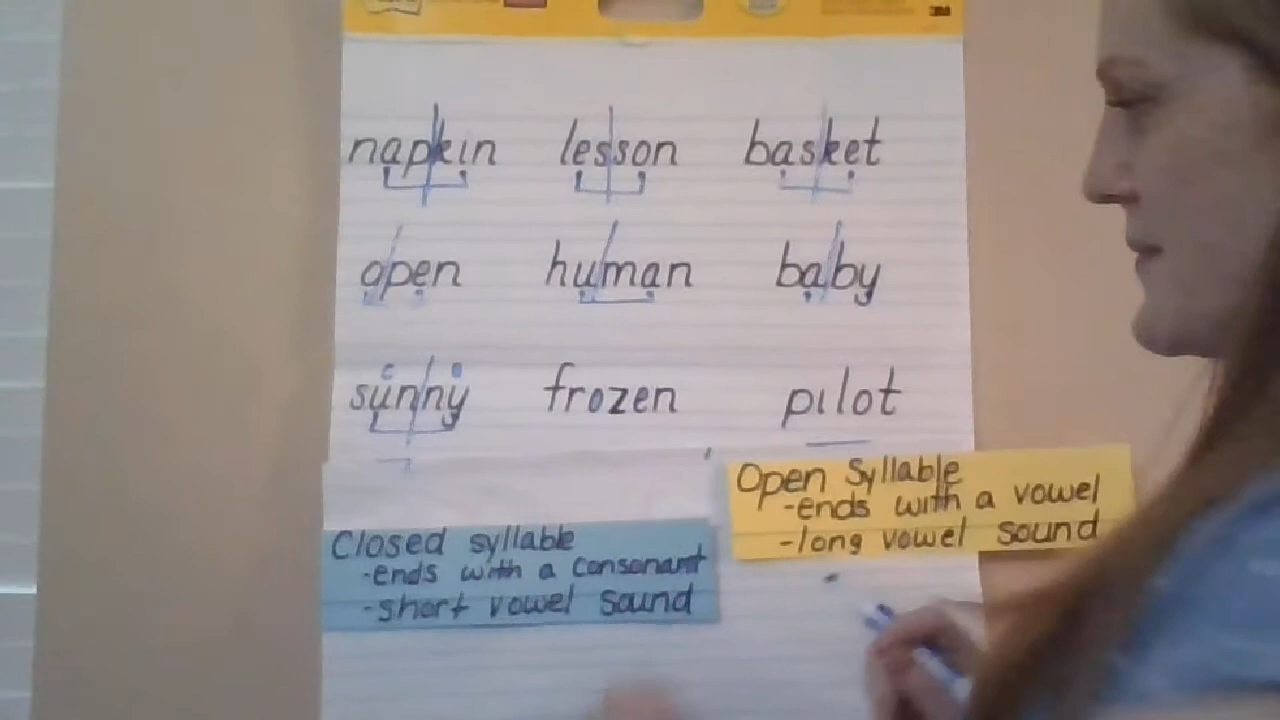 3M
napkin lesson basket
open human baby
sunny frozen pilot
Open Syllable
-ends with a vowel
-long vowel sound
Closed syllable
-ends with a consonant
-short vowel sound